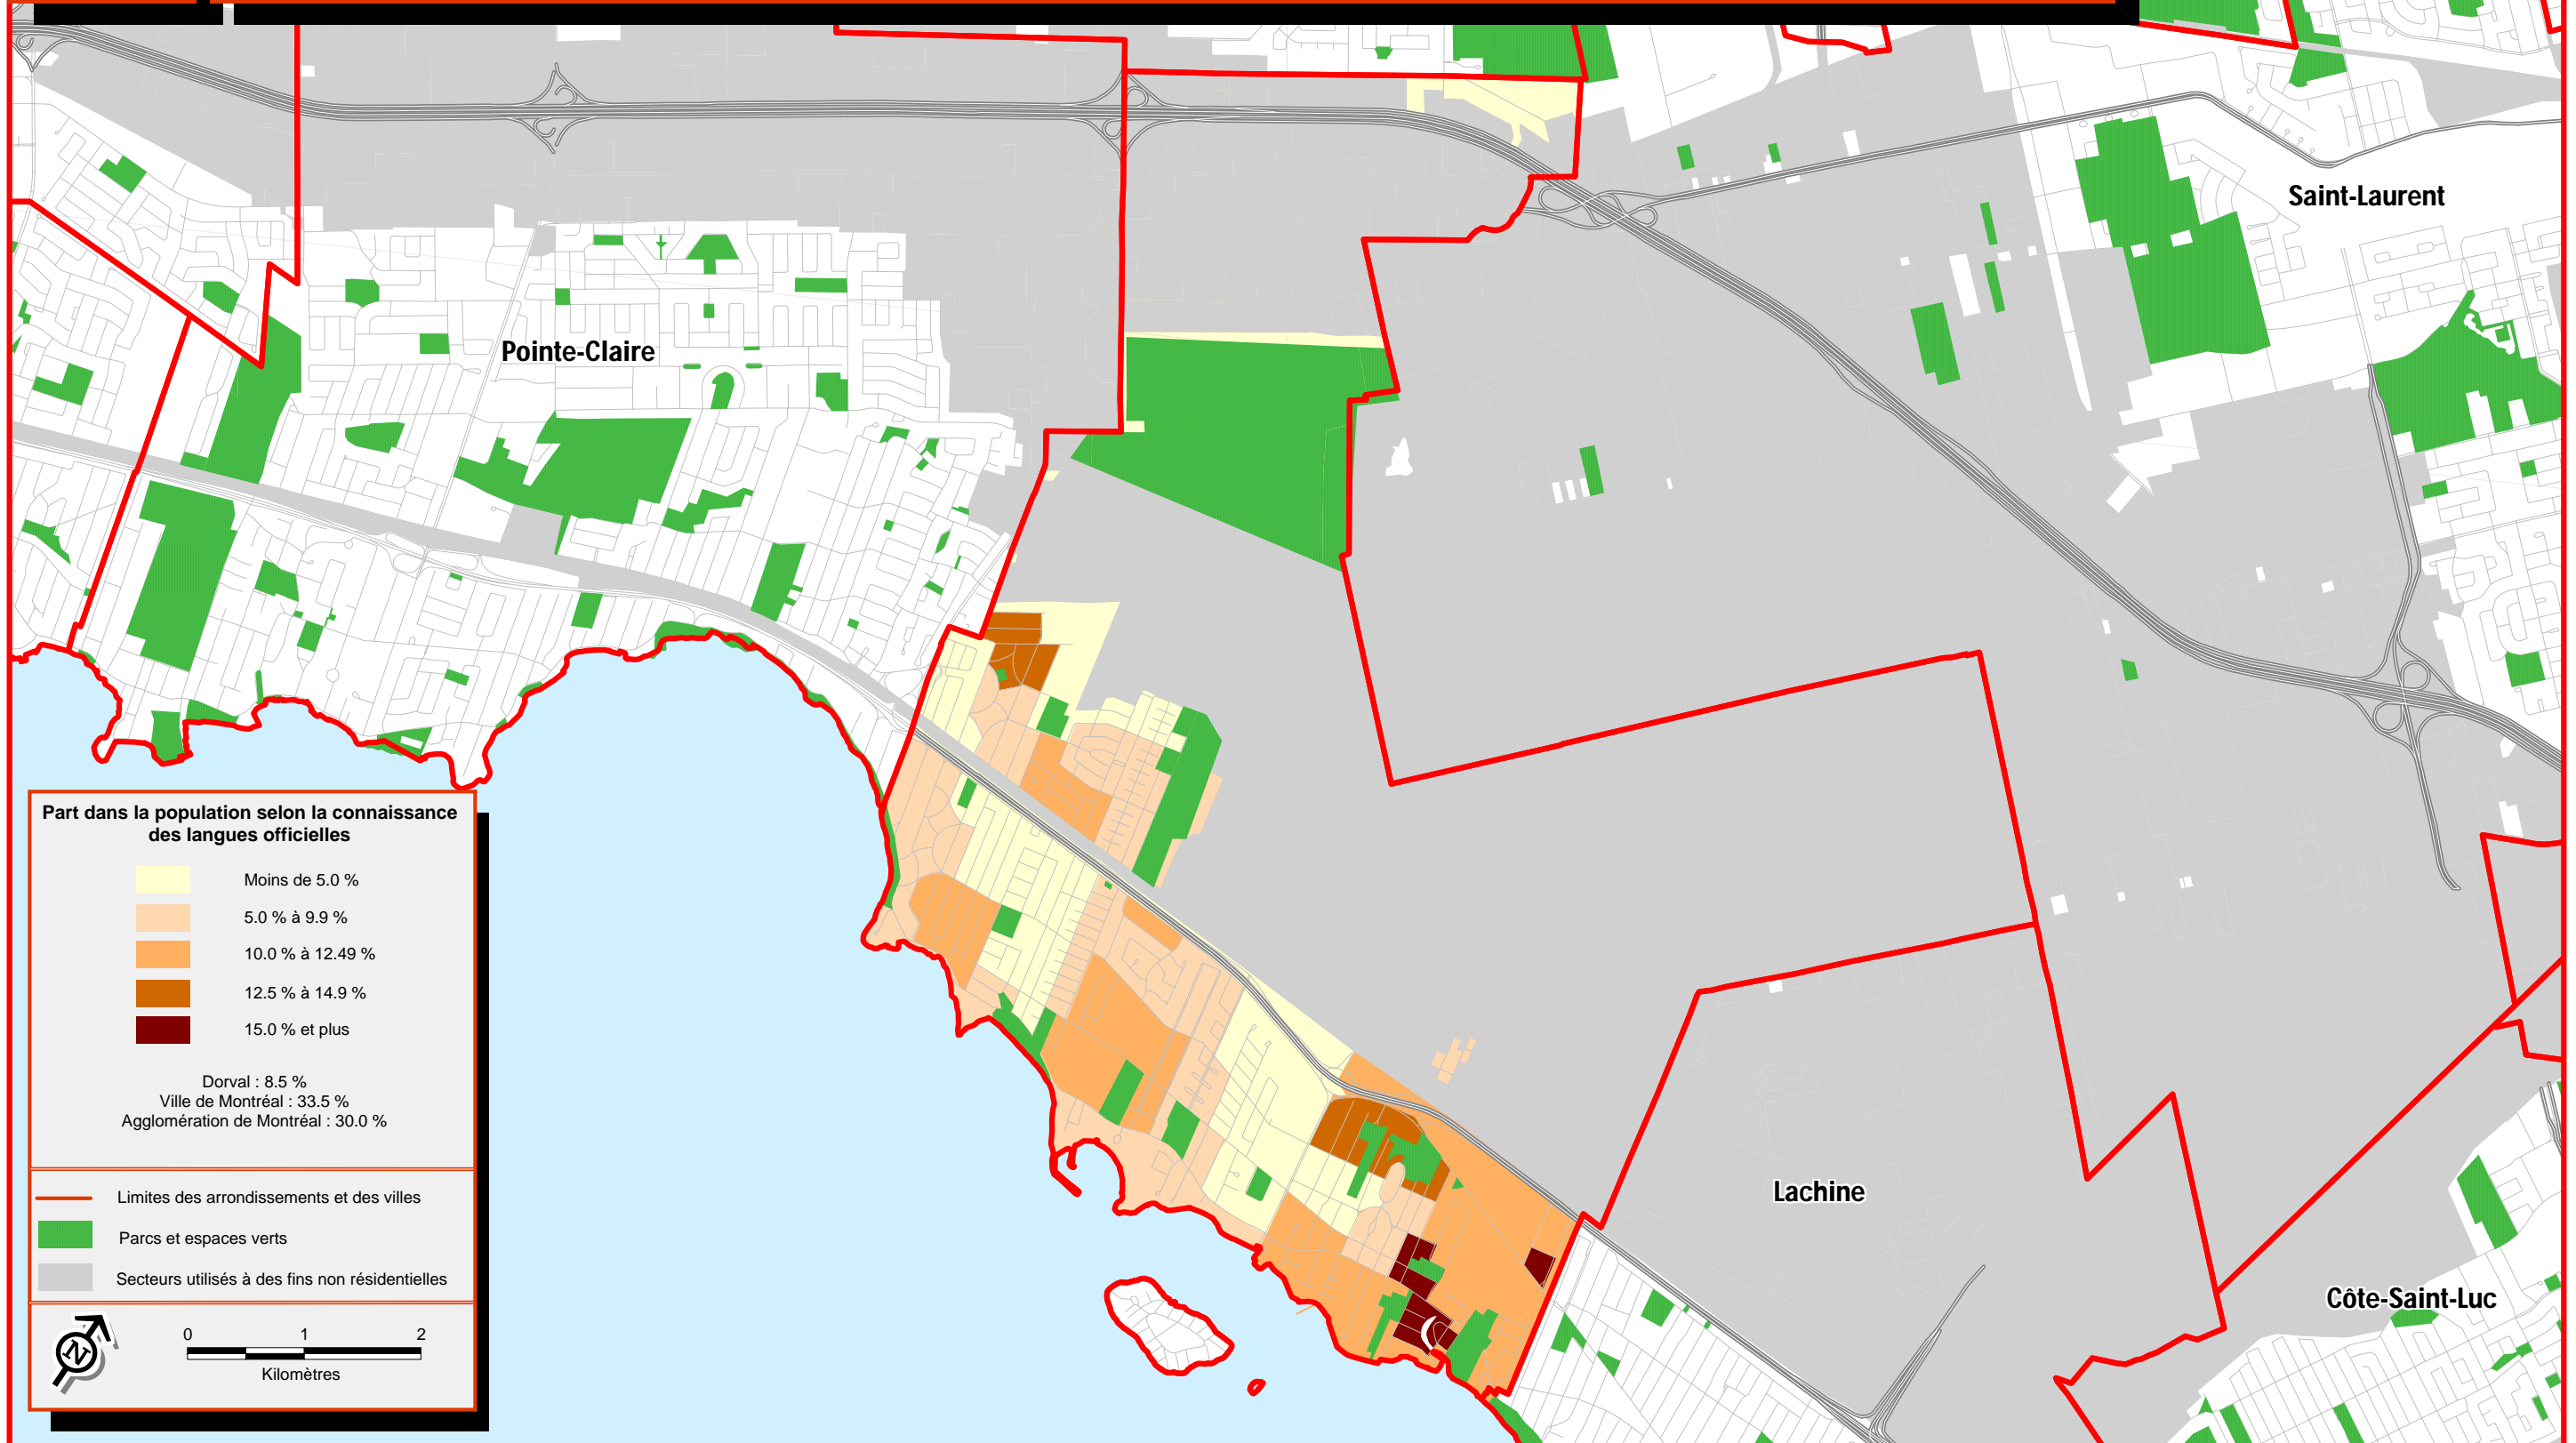 Saint-Laurent
Pointe-Claire
Part dans la population selon la connaissance
des langues officielles
Moins de 5.0 %
5.0 % à 9.9 %
10.0 % à 12.49 %
12.5 % à 14.9 %
15.0 % et plus
Dorval : 8.5 %
Ville de Montréal : 33.5 %
Agglomération de Montréal : 30.0 %
Limites des arrondissements et des villes
Parcs et espaces verts
Secteurs utilisés à des fins non résidentielles
N
0 1 2
Kilomètres
Lachine
Côte-Saint-Luc